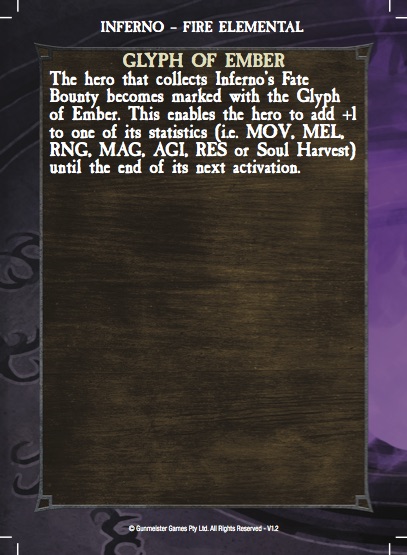 INFERNO - FIRE ELEMENTAL
GLYPH OF EMBER
The hero that collects Inferno's Fate
Bounty becomes marked with the Glyph
of Ember. This enables the hero to add +1
to one of its statistics (i.e. MOV, MEL,
RNG, MAG, AGI, RES or Soul Harvest)
until the end of its next activation.
© Gunmeister Games Pty Ltd. All Rights Reserved - V1.2